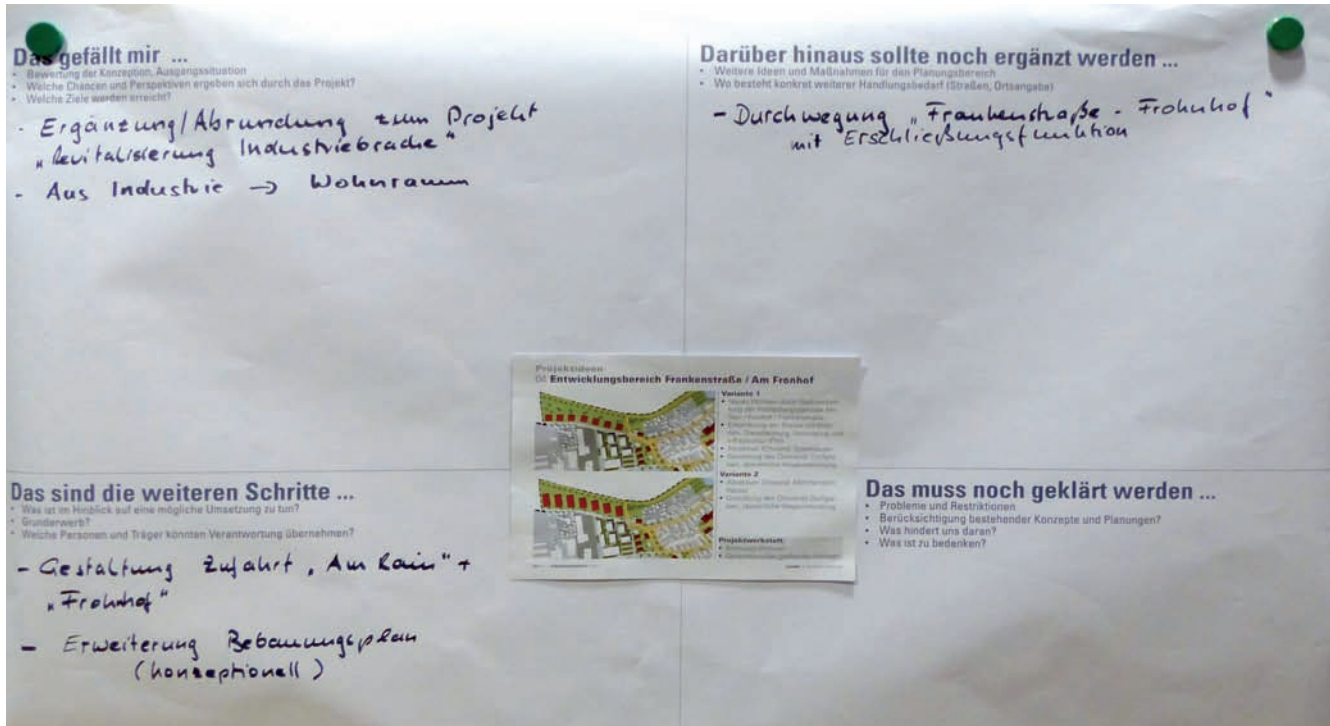 Das gefällt mir ...
• Bewertung der Konzeption, Ausgangssituation
• Welche Chancen und Perspektiven ergeben sich durch das Projekt?
• Welche Ziele werden erreicht?
- Ergänzung/Abrundung zum Projekt
„Revitalisierung Industriebrache"
- Aus Industrie → Wohnraum
Darüber hinaus sollte noch ergänzt werden ...
• Weitere Ideen und Maßnahmen für den Planungsbereich
• Wo besteht konkret weiterer Handlungsbedarf (Straßen, Ortsangabe)
- Durchwegung „Frankenstraße - Frohnhof"
mit Erschließungsfunktion
Projektideen
04 Entwicklungsbereich Frankenstraße / Am Fronhof
Variante 1
Variante 2
Projektwerkstatt
Das sind die weiteren Schritte ...
• Was ist im Hinblick auf eine mögliche Umsetzung zu tun?
• Grunderwerb?
• Welche Personen und Träger könnten Verantwortung übernehmen?
- Gestaltung Zufahrt „Am Rain" +
„Frohnhof"
- Erweiterung Bebauungsplan
(konzeptionell)
Das muss noch geklärt werden ...
• Probleme und Restriktionen
• Berücksichtigung bestehender Konzepte und Planungen?
• Was hindert uns daran?
• Was ist zu bedenken?